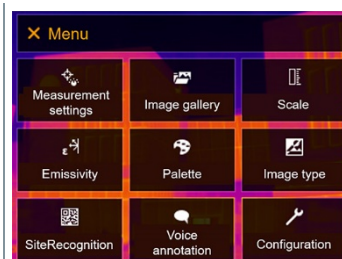 × Menu
Measurement
settings
Image gallery
Scale
ε
Emissivity
Palette
Image type
SiteRecognition
Voice
annotation
Configuration